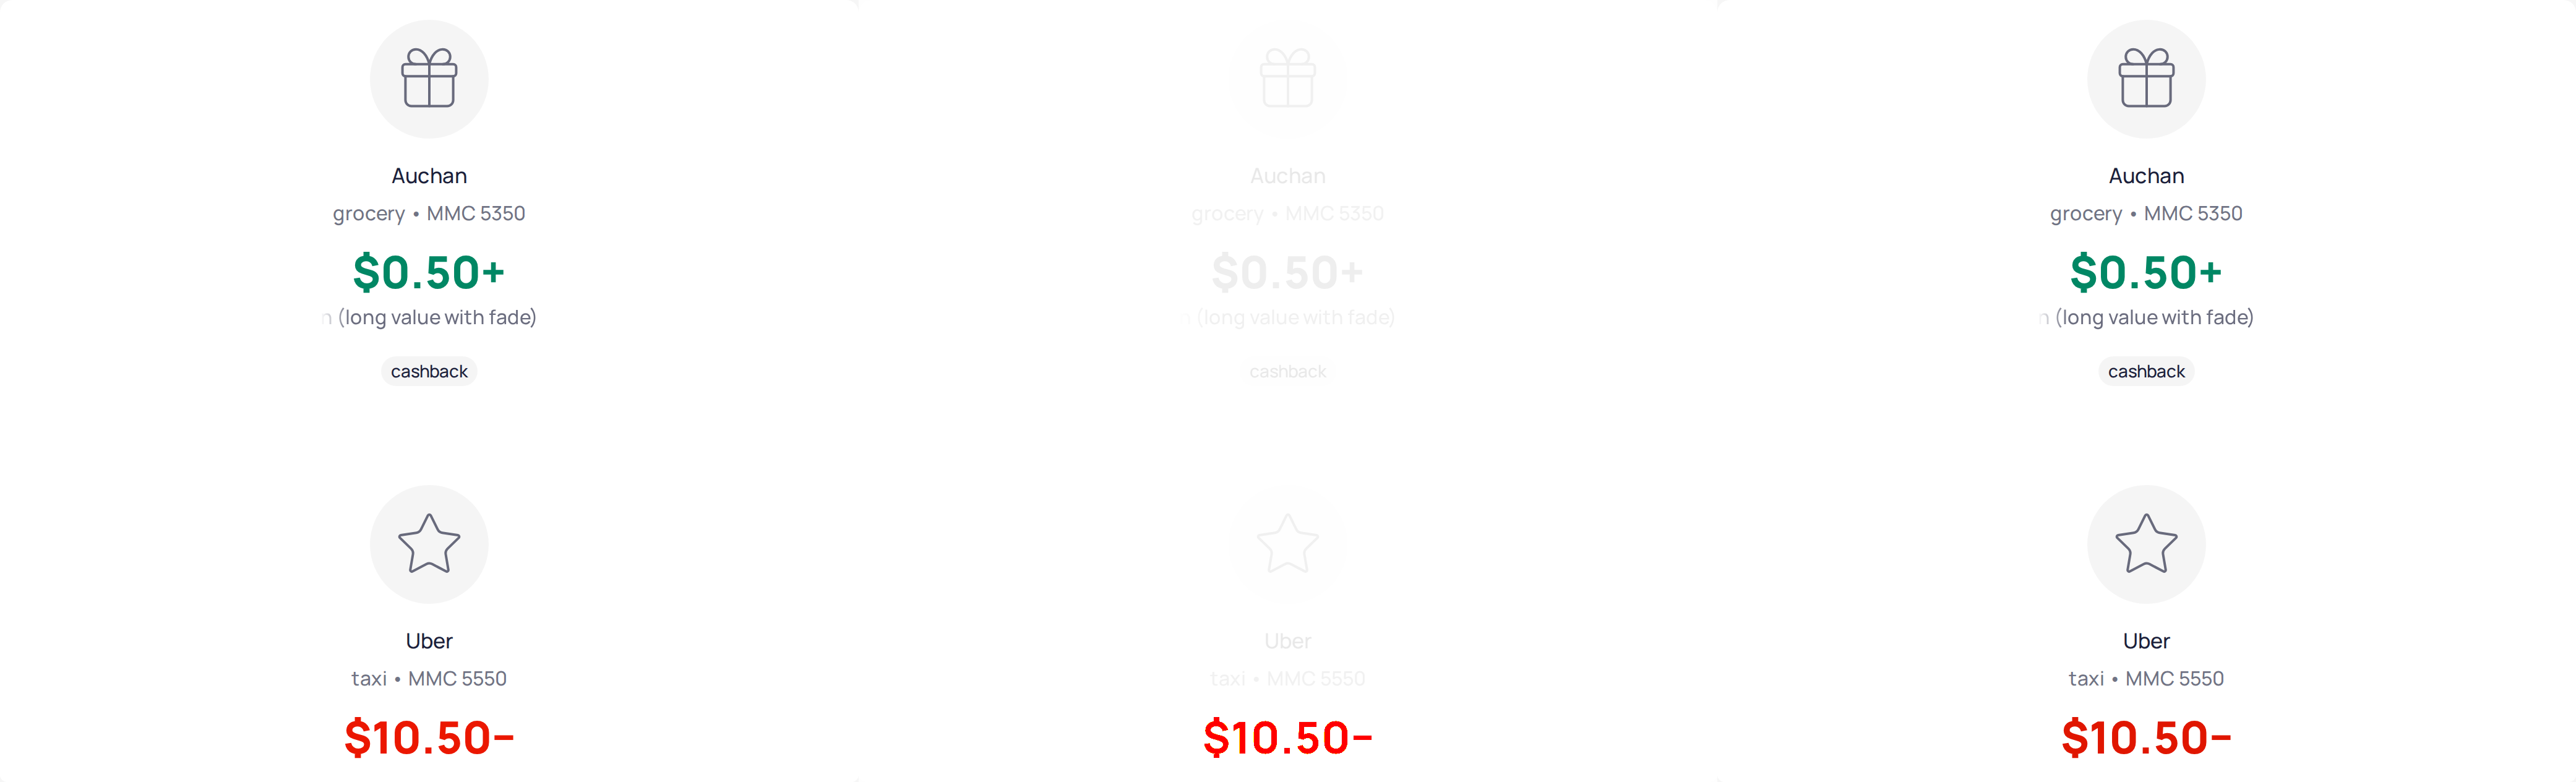 Auchan
grocery • MMC 5350
$0.50+
n (long value with fade)
cashback
Uber
taxi • MMC 5550
$10.50−
Auchan
grocery • MMC 5350
$0.50+
n (long value with fade)
cashback
Uber
taxi • MMC 5550
$10.50−
Auchan
grocery • MMC 5350
$0.50+
n (long value with fade)
cashback
Uber
taxi • MMC 5550
$10.50−